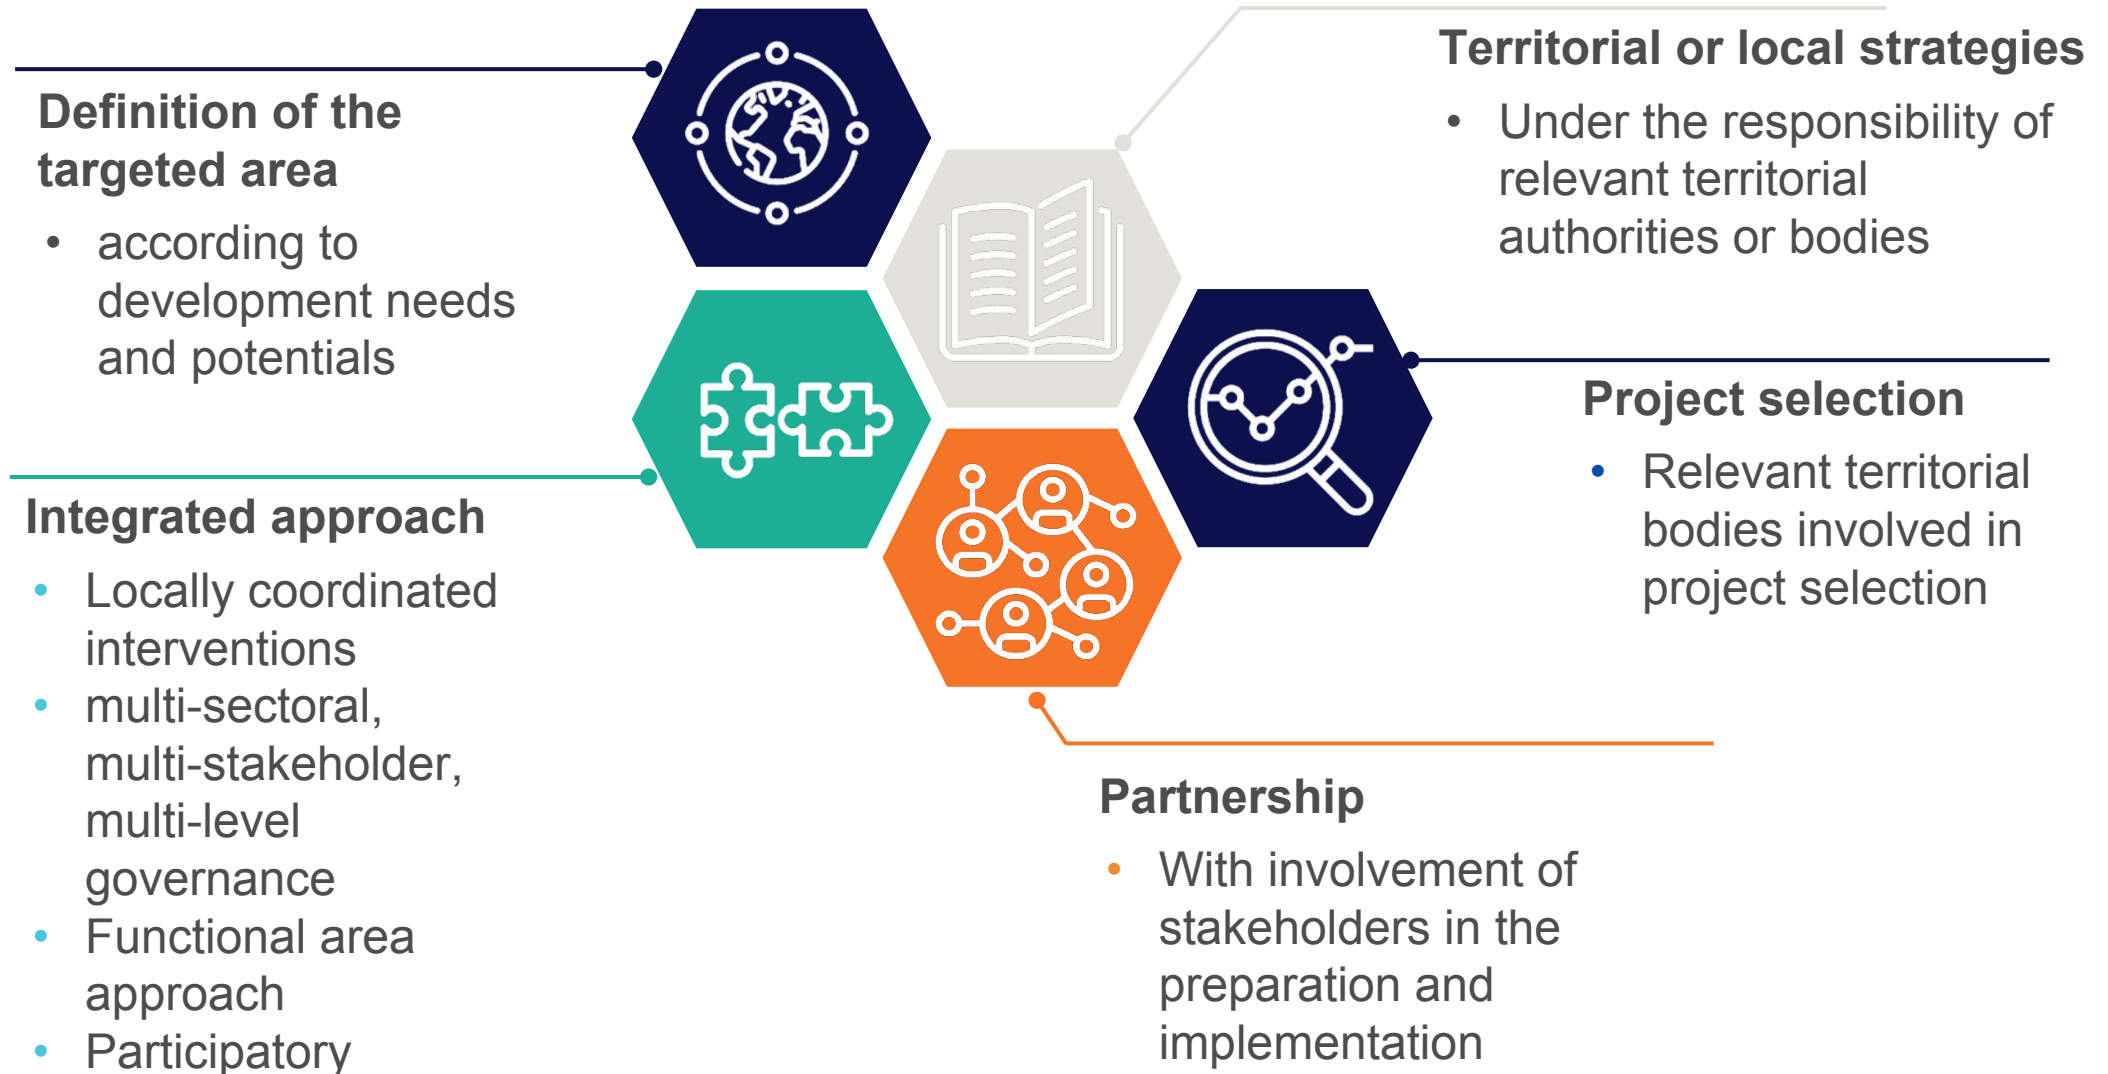 Definition of the
targeted area
• according to
development needs
and potentials
Integrated approach
• Locally coordinated
interventions
• multi-sectoral,
multi-stakeholder,
multi-level
governance
• Functional area
approach
• Participatory
Territorial or local strategies
• Under the responsibility of
relevant territorial
authorities or bodies
Project selection
• Relevant territorial
bodies involved in
project selection
Partnership
• With involvement of
stakeholders in the
preparation and
implementation